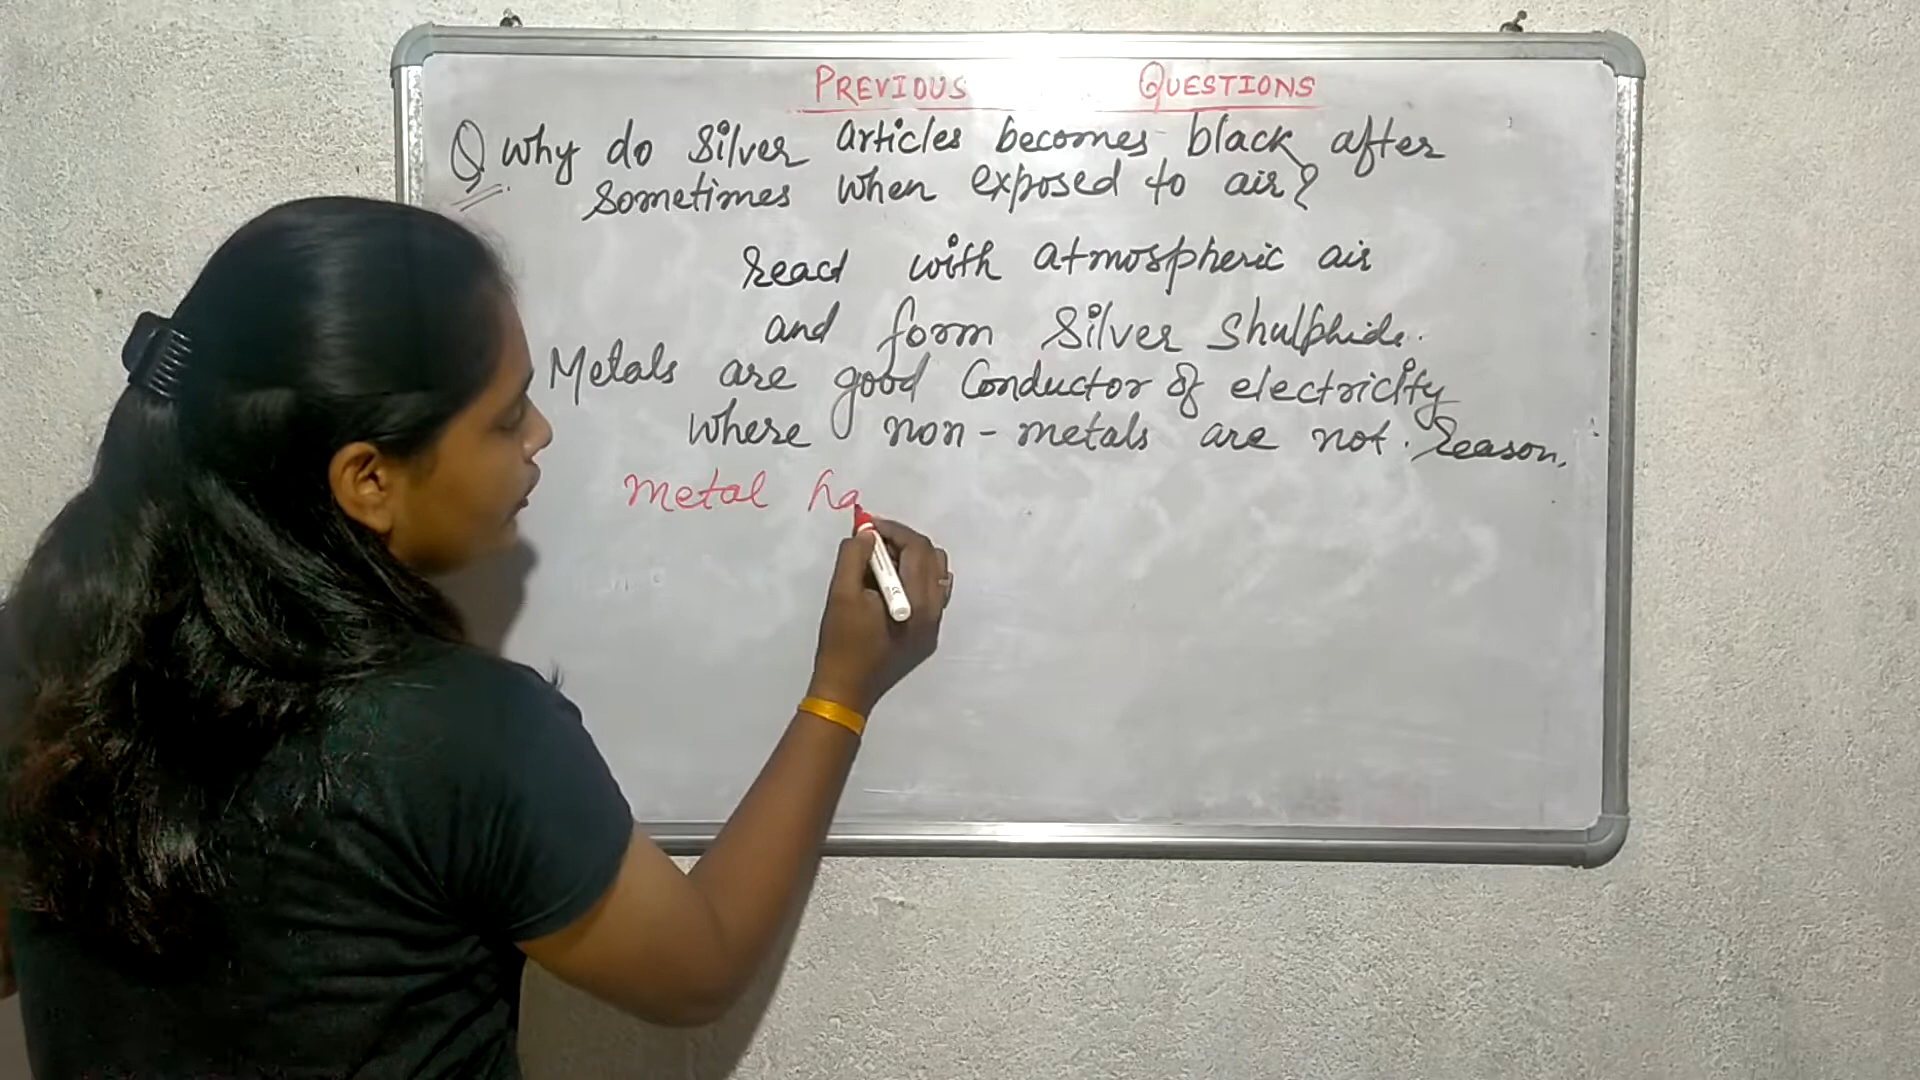 PREVIOUS QUESTIONS
Q why do Silver articles becomes black after
sometimes when exposed to air?
react with atmospheric air
and form Silver Shulphide.
Metals are good Conductor of electricity
where non-metals are not. reason.
metal ha